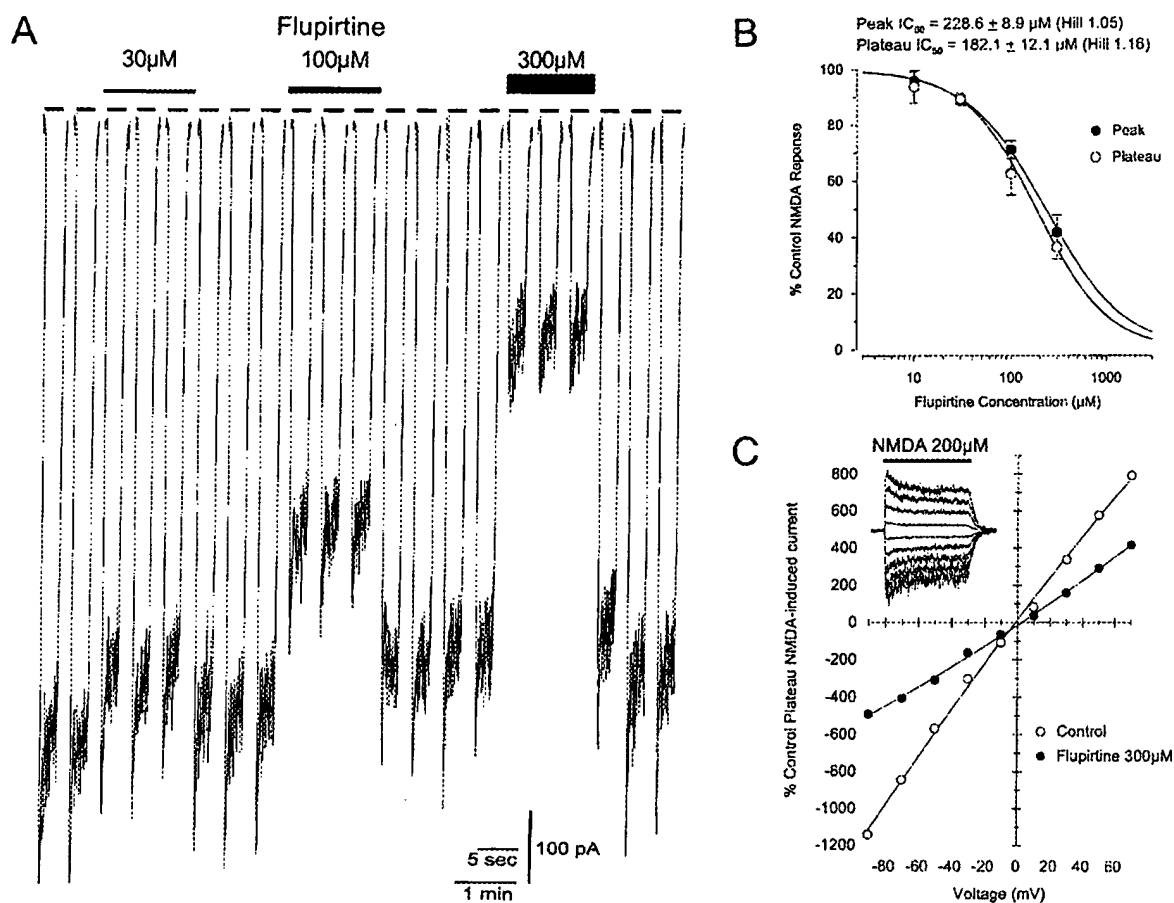 A
Flupirtine
30µM
100µM
300µM
5 sec
100 pA
1 min
B
Peak IC50 = 228.6 ± 8.9 µM (Hill 1.05)
Plateau IC50 = 182.1 ± 12.1 µM (Hill 1.16)
% Control NMDA Reponse
100
80
60
40
20
0
Peak
Plateau
10
100
1000
Flupirtine Concentration (µM)
C
NMDA 200µM
% Control Plateau NMDA-induced current
800
600
400
200
0
-200
-400
-600
-800
-1000
-1200
Control
Flupirtine 300µM
-80 -60 -40 -20 0 20 40 60
Voltage (mV)